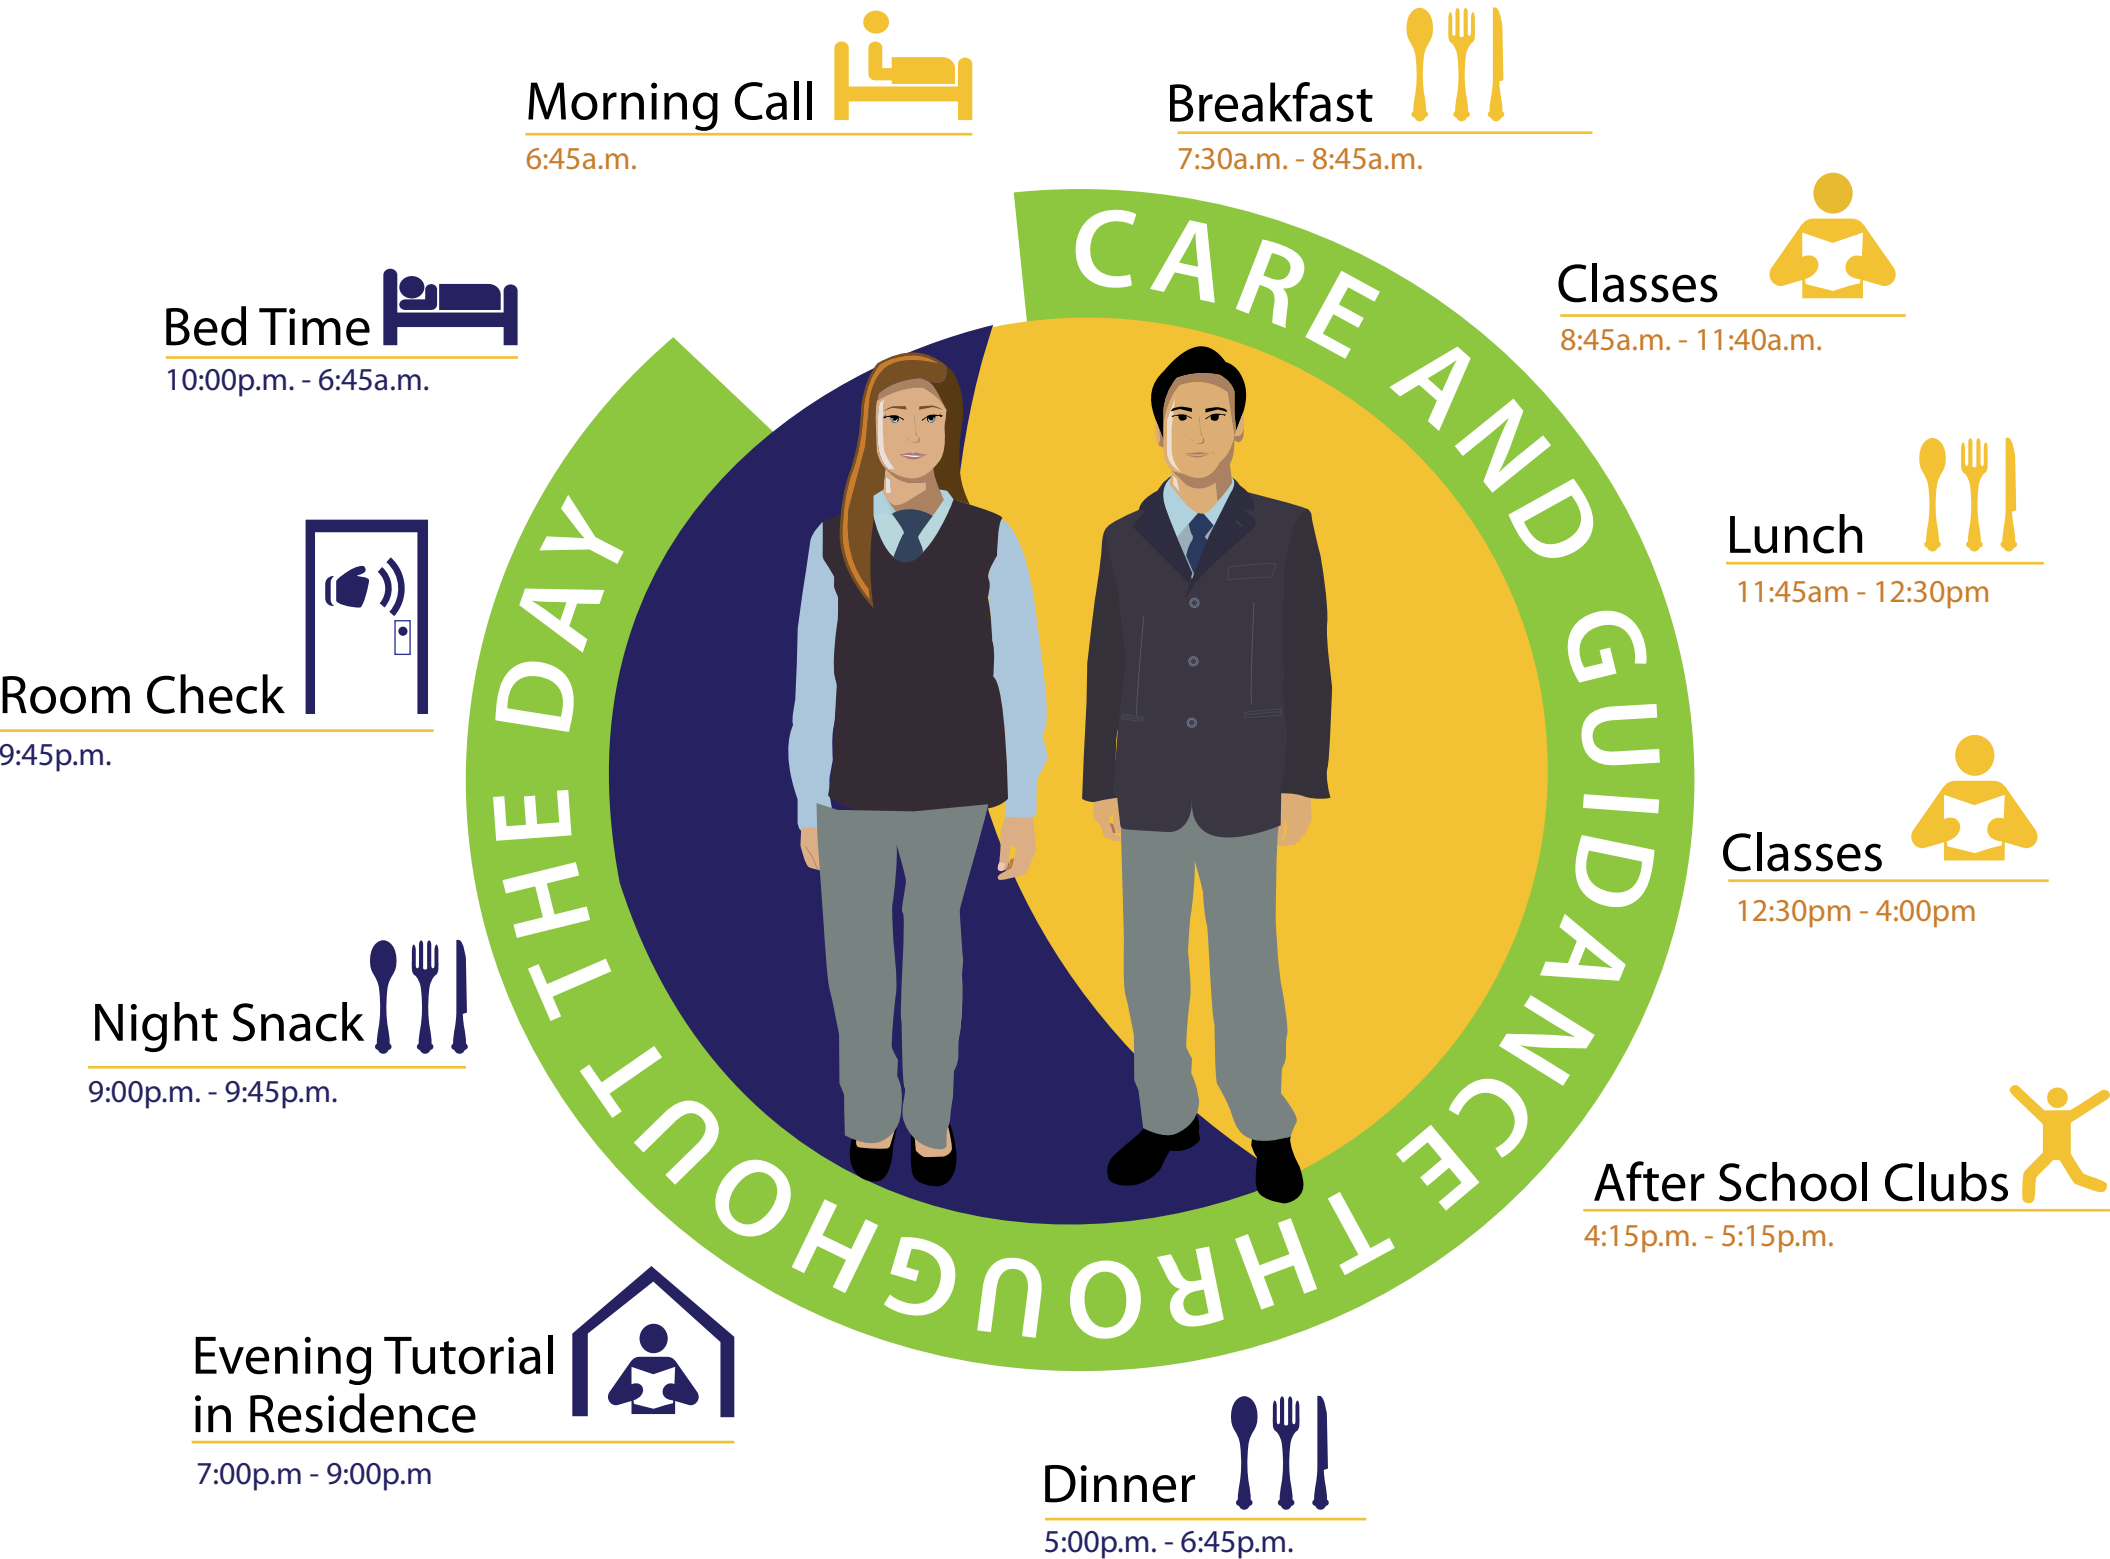 Morning Call
6:45a.m.
Breakfast
7:30a.m. - 8:45a.m.
Classes
8:45a.m. - 11:40a.m.
Lunch
11:45am - 12:30pm
Classes
12:30pm - 4:00pm
After School Clubs
4:15p.m. - 5:15p.m.
Dinner
5:00p.m. - 6:45p.m.
Evening Tutorial
in Residence
7:00p.m - 9:00p.m
Night Snack
9:00p.m. - 9:45p.m.
Room Check
9:45p.m.
Bed Time
10:00p.m. - 6:45a.m.
CARE AND GUIDANCE THROUGHOUT THE DAY